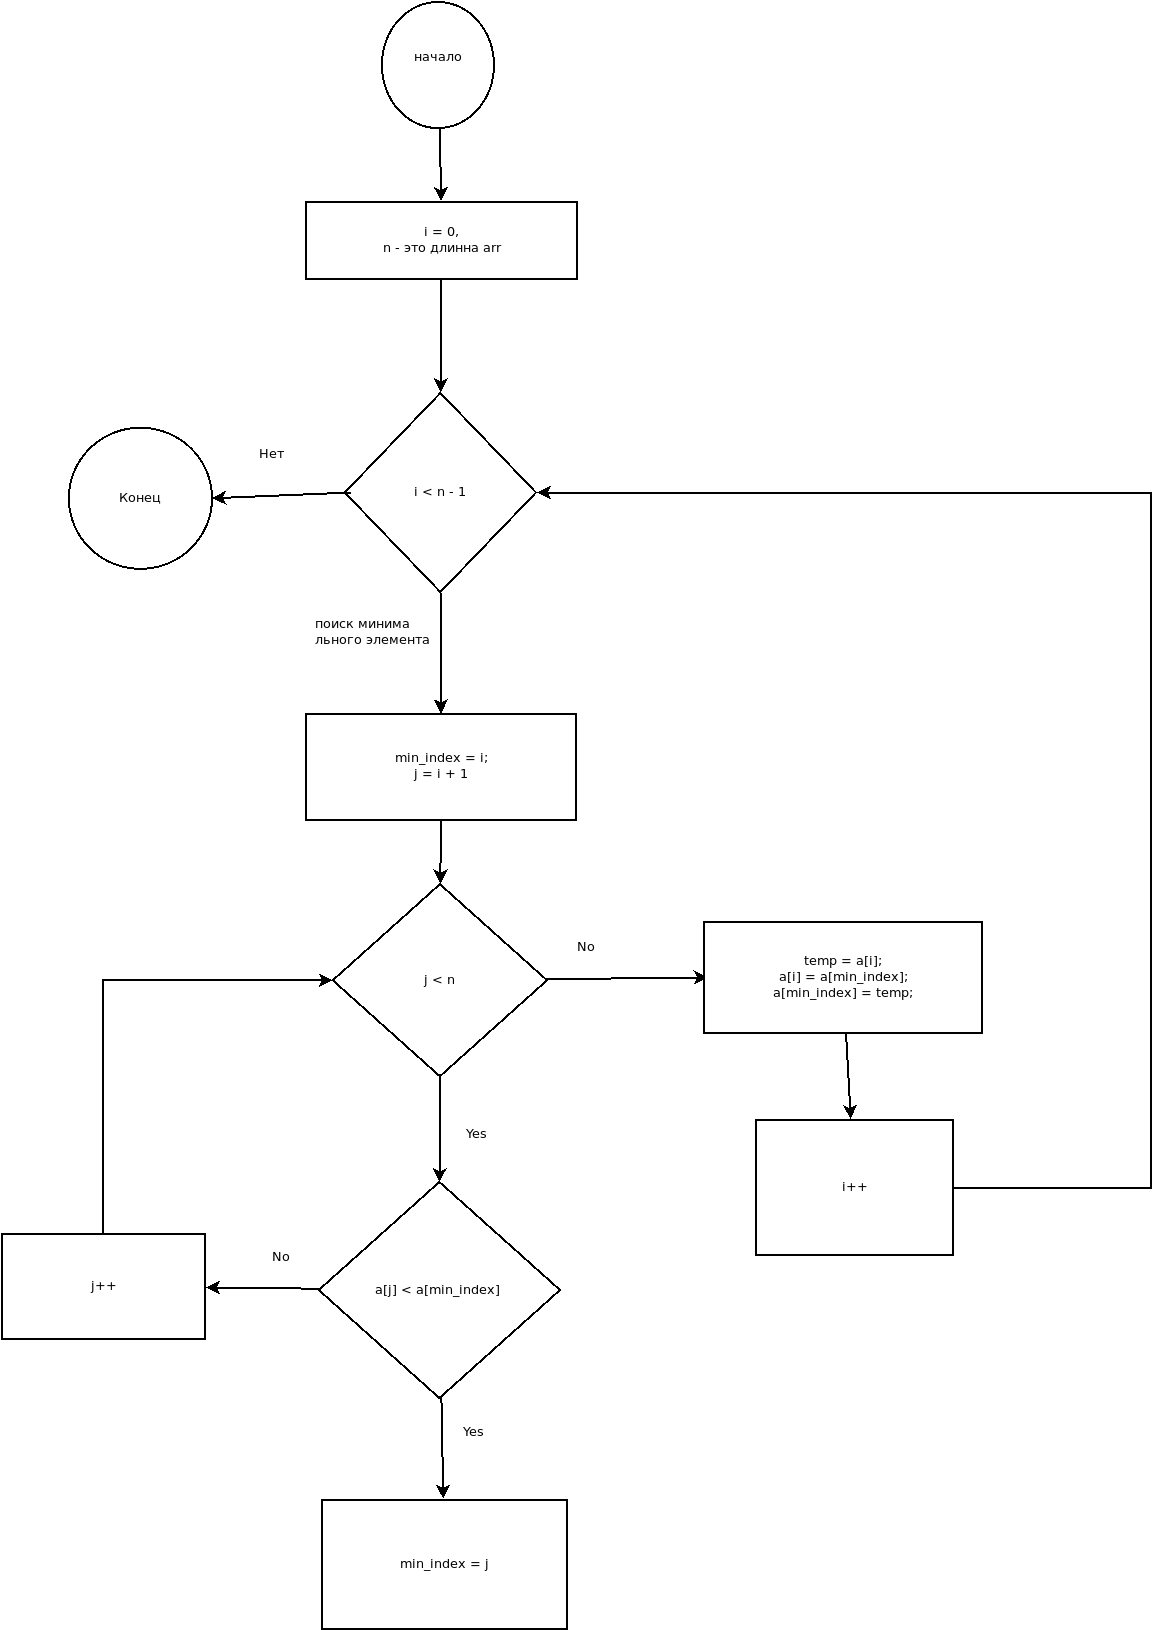 начало
i = 0,
n - это длинна arr
Нет
Конец
i < n - 1
поиск минима
льного элемента
min_index = i;
j = i + 1
j < n
No
temp = a[i];
a[i] = a[min_index];
a[min_index] = temp;
Yes
i++
No
j++
a[j] < a[min_index]
Yes
min_index = j